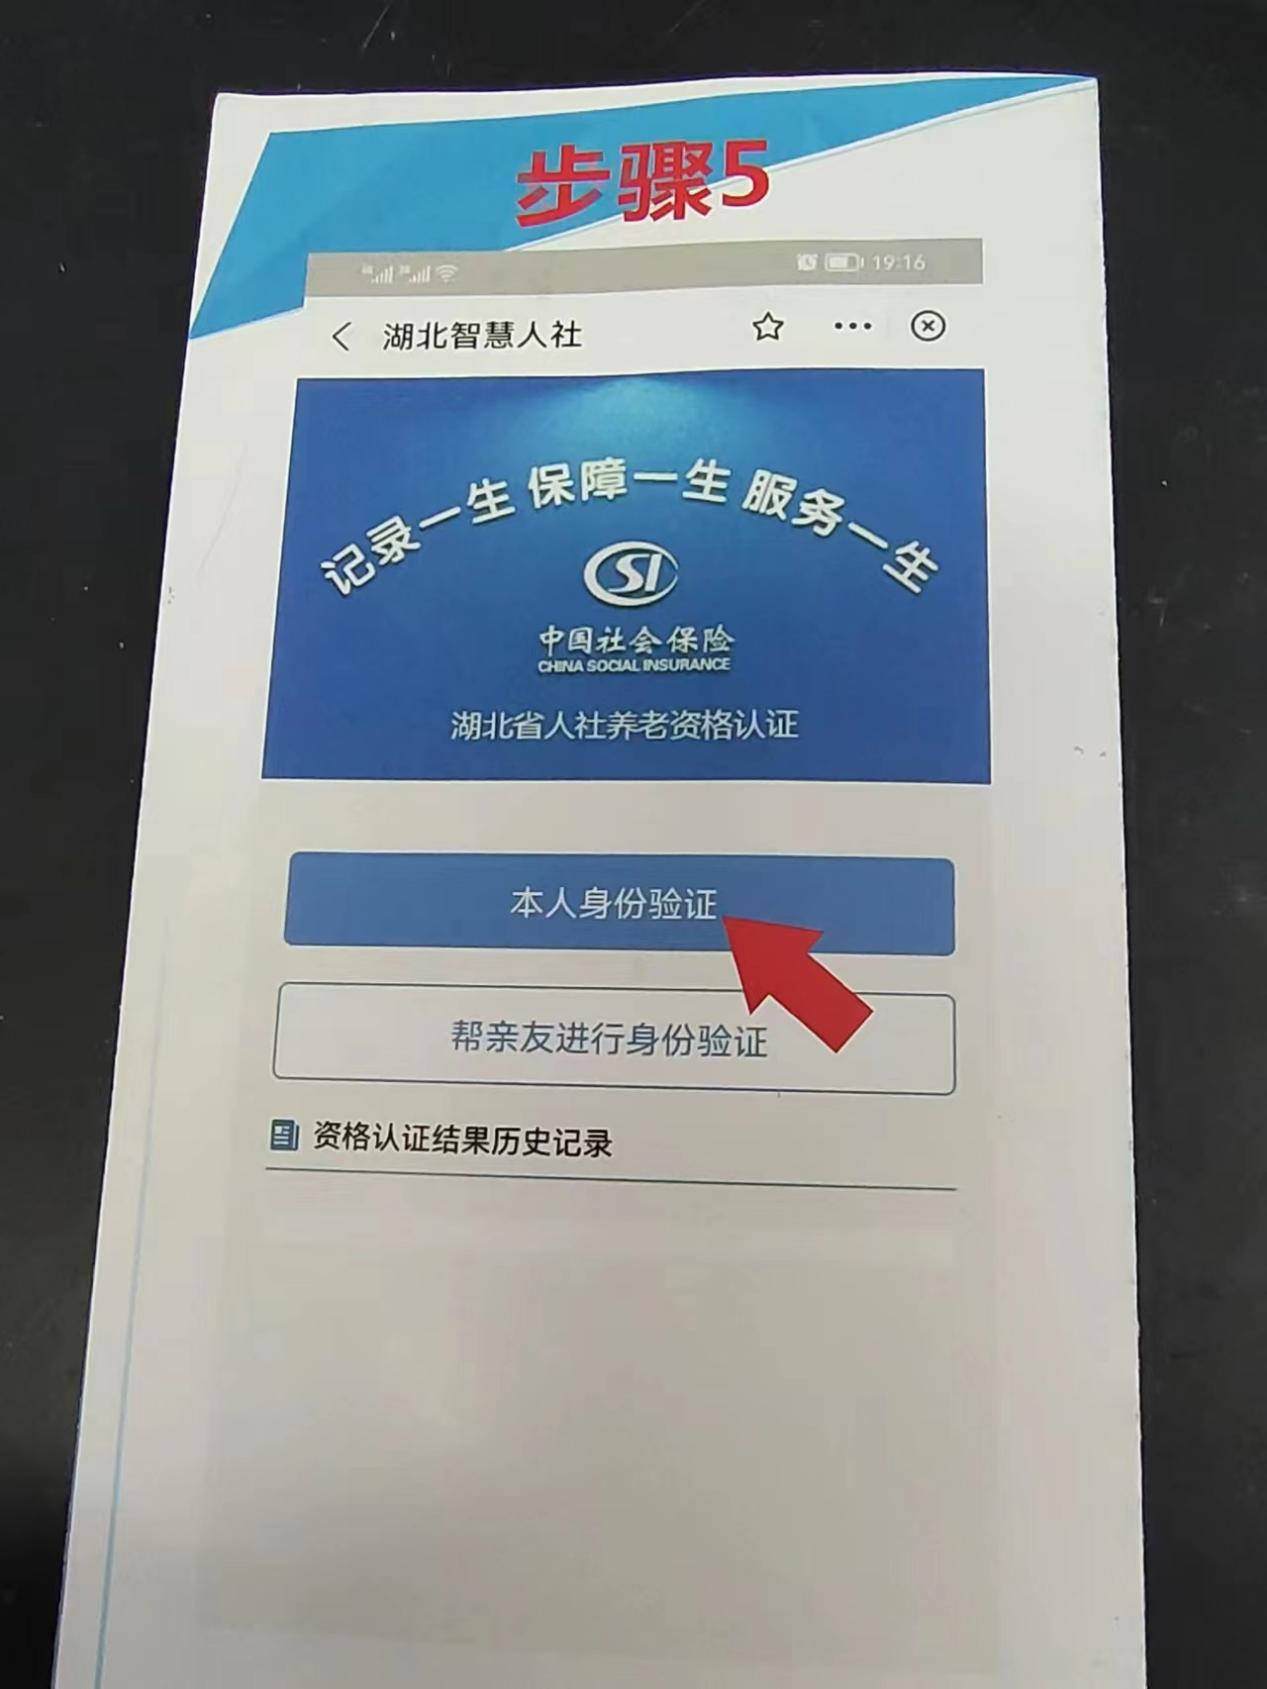 步骤5
19:16
湖北智慧人社
记录一生 保障一生 服务一生
SI
中国社会保险
CHINA SOCIAL INSURANCE
湖北省人社养老资格认证
本人身份验证
帮亲友进行身份验证
资格认证结果历史记录